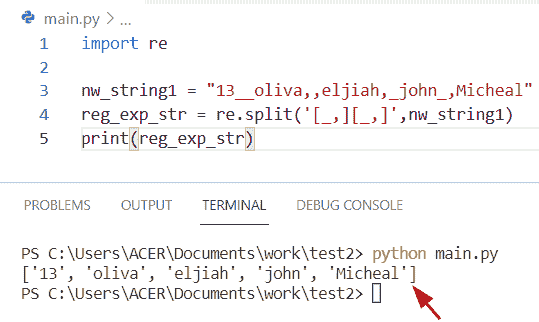 main.py > ...
1 import re
2
3 nw_string1 = "13__oliva,,eljiah,_john_,Micheal"
4 reg_exp_str = re.split('[_,][_,]',nw_string1)
5 print(reg_exp_str)
PROBLEMS OUTPUT TERMINAL DEBUG CONSOLE
PS C:\Users\ACER\Documents\work\test2> python main.py
['13', 'oliva', 'eljiah', 'john', 'Micheal']
PS C:\Users\ACER\Documents\work\test2>